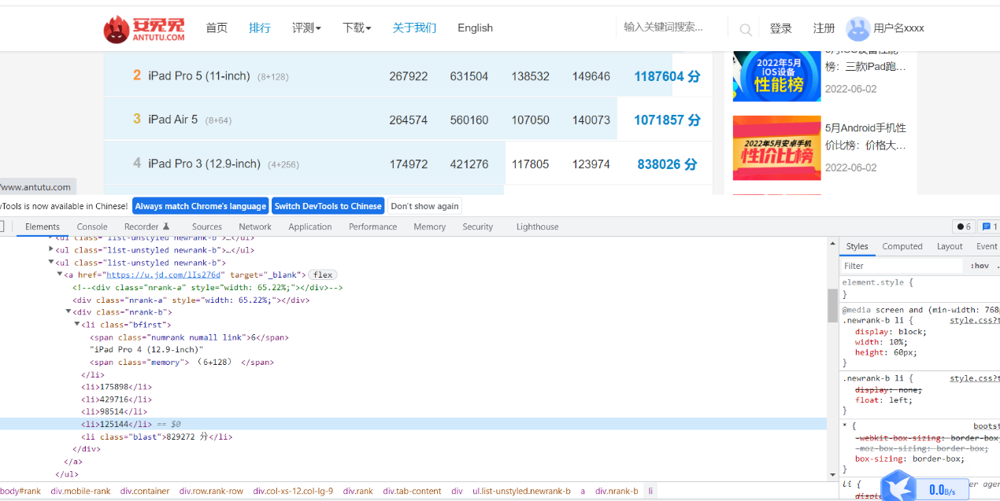 安兔兔
ANTUTU.COM
首页 排行 评测 下载 关于我们 English 输入关键词搜索... 登录 注册 用户名xxxx
2 iPad Pro 5 (11-inch) (8+128) 267922 631504 138532 149646 1187604 分
3 iPad Air 5 (8+64) 264574 560160 107050 140073 1071857 分
4 iPad Pro 3 (12.9-inch) (4+256) 174972 421276 117805 123974 838026 分
2022年5月
iOS设备
性能榜
5月iOS设备性能
榜：三款iPad跑...
2022-06-02
2022年5月安卓手机
性价比榜
5月Android手机性
价比榜：价格大...
2022-06-02
/www.antutu.com
vTools is now available in Chinese! Always match Chrome's language Switch DevTools to Chinese Don't show again
Elements Console Recorder Sources Network Application Performance Memory Security Lighthouse 6 1
<ul class="list-unstyled newrank-b">…</ul>
<ul class="list-unstyled newrank-b">…</ul>
<ul class="list-unstyled newrank-b">
<a href="https://u.jd.com/lIs276d" target="_blank"> flex
<!--<div class="nrank-a" style="width: 65.22%;"></div>-->
<div class="nrank-a" style="width: 65.22%;"></div>
<div class="nrank-b">
<li class="bfirst">
<span class="numrank numall link">6</span>
"iPad Pro 4 (12.9-inch)"
<span class="memory"> （6+128） </span>
</li>
<li>175898</li>
<li>429716</li>
<li>98514</li>
<li>125144</li> == $0
<li class="blast">829272 分</li>
</div>
</a>
</ul>
body#rank div.mobile-rank div.container div.row.rank-row div.col-xs-12.col-lg-9 div.rank div.tab-content div ul.list-unstyled.newrank-b a div.nrank-b li
Styles Computed Layout Event
Filter :hov .
element.style {
}
@media screen and (min-width: 768p
.newrank-b li { style.css?t
display: block;
width: 10%;
height: 60px;
}
.newrank-b li { style.css?t
display: none;
float: left;
}
* { bootst
-webkit-box-sizing: border-box;
-moz-box-sizing: border-box;
box-sizing: border-box;
}
li { er agen
0.0B/s